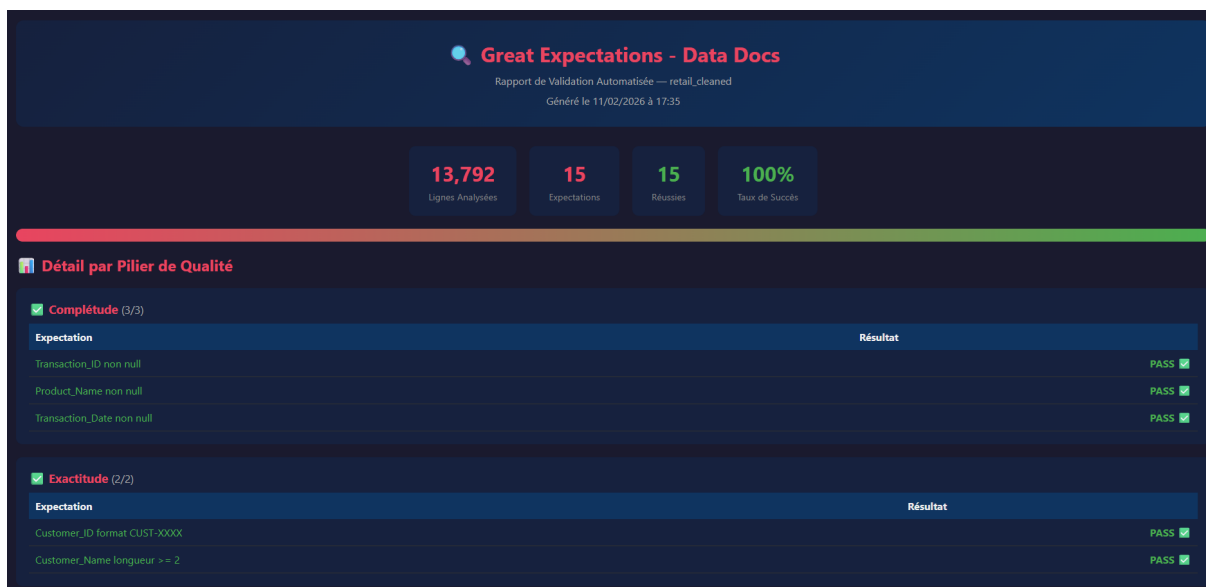 Great Expectations - Data Docs
Rapport de Validation Automatisée — retail_cleaned
Généré le 11/02/2026 à 17:35
13,792 15 15 100%
Lignes Analysées Expectations Réussies Taux de Succès
Détail par Pilier de Qualité
Complétude (3/3)
Expectation Résultat
Transaction_ID non null PASS
Product_Name non null PASS
Transaction_Date non null PASS
Exactitude (2/2)
Expectation Résultat
Customer_ID format CUST-XXXX PASS
Customer_Name longueur >= 2 PASS